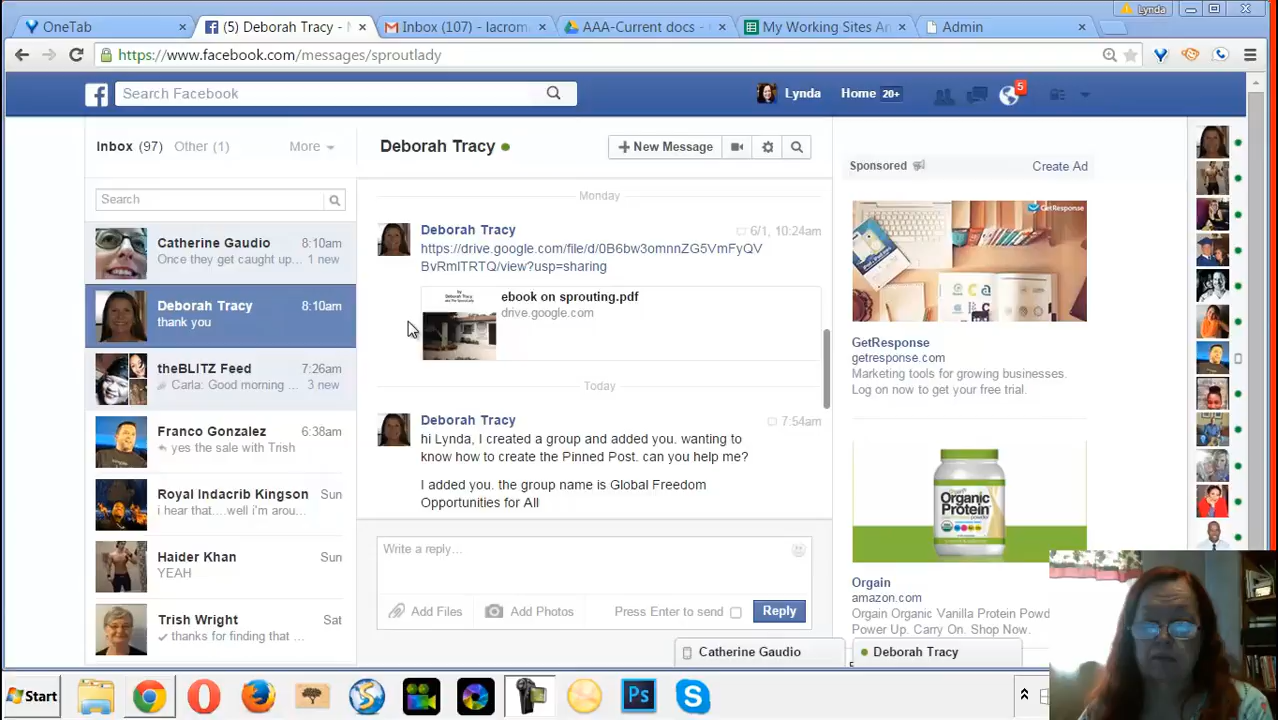 Lynda
OneTab
(5) Deborah Tracy -
Inbox (107) - lacrom
AAA-Current docs -
My Working Sites An
Admin
https://www.facebook.com/messages/sproutlady
Search Facebook
Lynda
Home 20+
5
Inbox (97)
Other (1)
More
Search
Catherine Gaudio
8:10am
Once they get caught up...
1 new
Deborah Tracy
8:10am
thank you
theBLITZ Feed
7:26am
Carla: Good morning ...
3 new
Franco Gonzalez
6:38am
yes the sale with Trish
Royal Indacrib Kingson
Sun
i hear that....well i'm arou...
Haider Khan
Sun
YEAH
Trish Wright
Sat
thanks for finding that ...
Deborah Tracy
New Message
Monday
Deborah Tracy
6/1, 10:24am
https://drive.google.com/file/d/0B6bw3omnnZG5VmFyQV
BvRmlTRTQ/view?usp=sharing
ebook on sprouting.pdf
drive.google.com
Today
Deborah Tracy
7:54am
hi Lynda, I created a group and added you. wanting to
know how to create the Pinned Post. can you help me?
I added you. the group name is Global Freedom
Opportunities for All
Write a reply...
Add Files
Add Photos
Press Enter to send
Reply
Sponsored
Create Ad
GetResponse
GetResponse
getresponse.com
Marketing tools for growing businesses.
Log on now to get your free trial.
Organic
Protein
Orgain
amazon.com
Orgain Organic Vanilla Protein Powd
Power Up. Carry On. Shop Now.
Catherine Gaudio
Deborah Tracy
Start
Ps